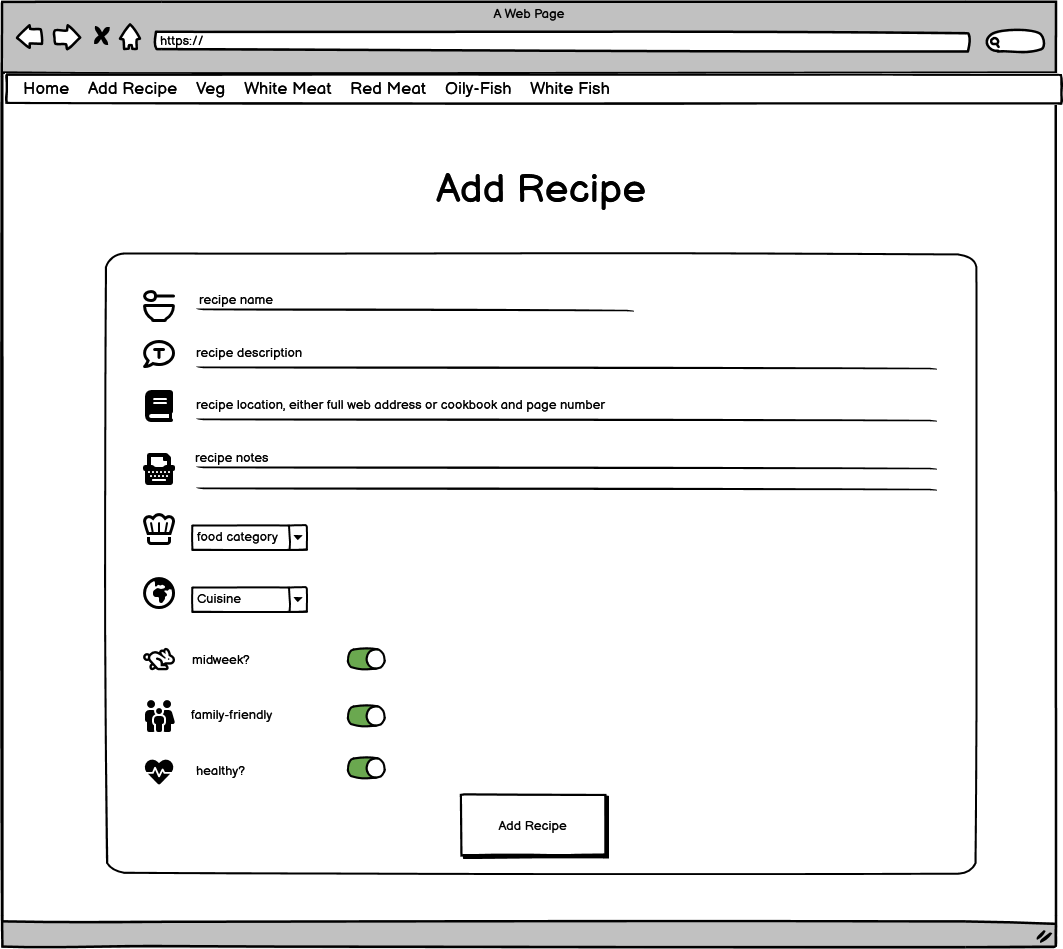 A Web Page
https://
Home Add Recipe Veg White Meat Red Meat Oily-Fish White Fish
Add Recipe
recipe name
T
recipe description
recipe location, either full web address or cookbook and page number
recipe notes
food category
Cuisine
midweek?
family-friendly
healthy?
Add Recipe